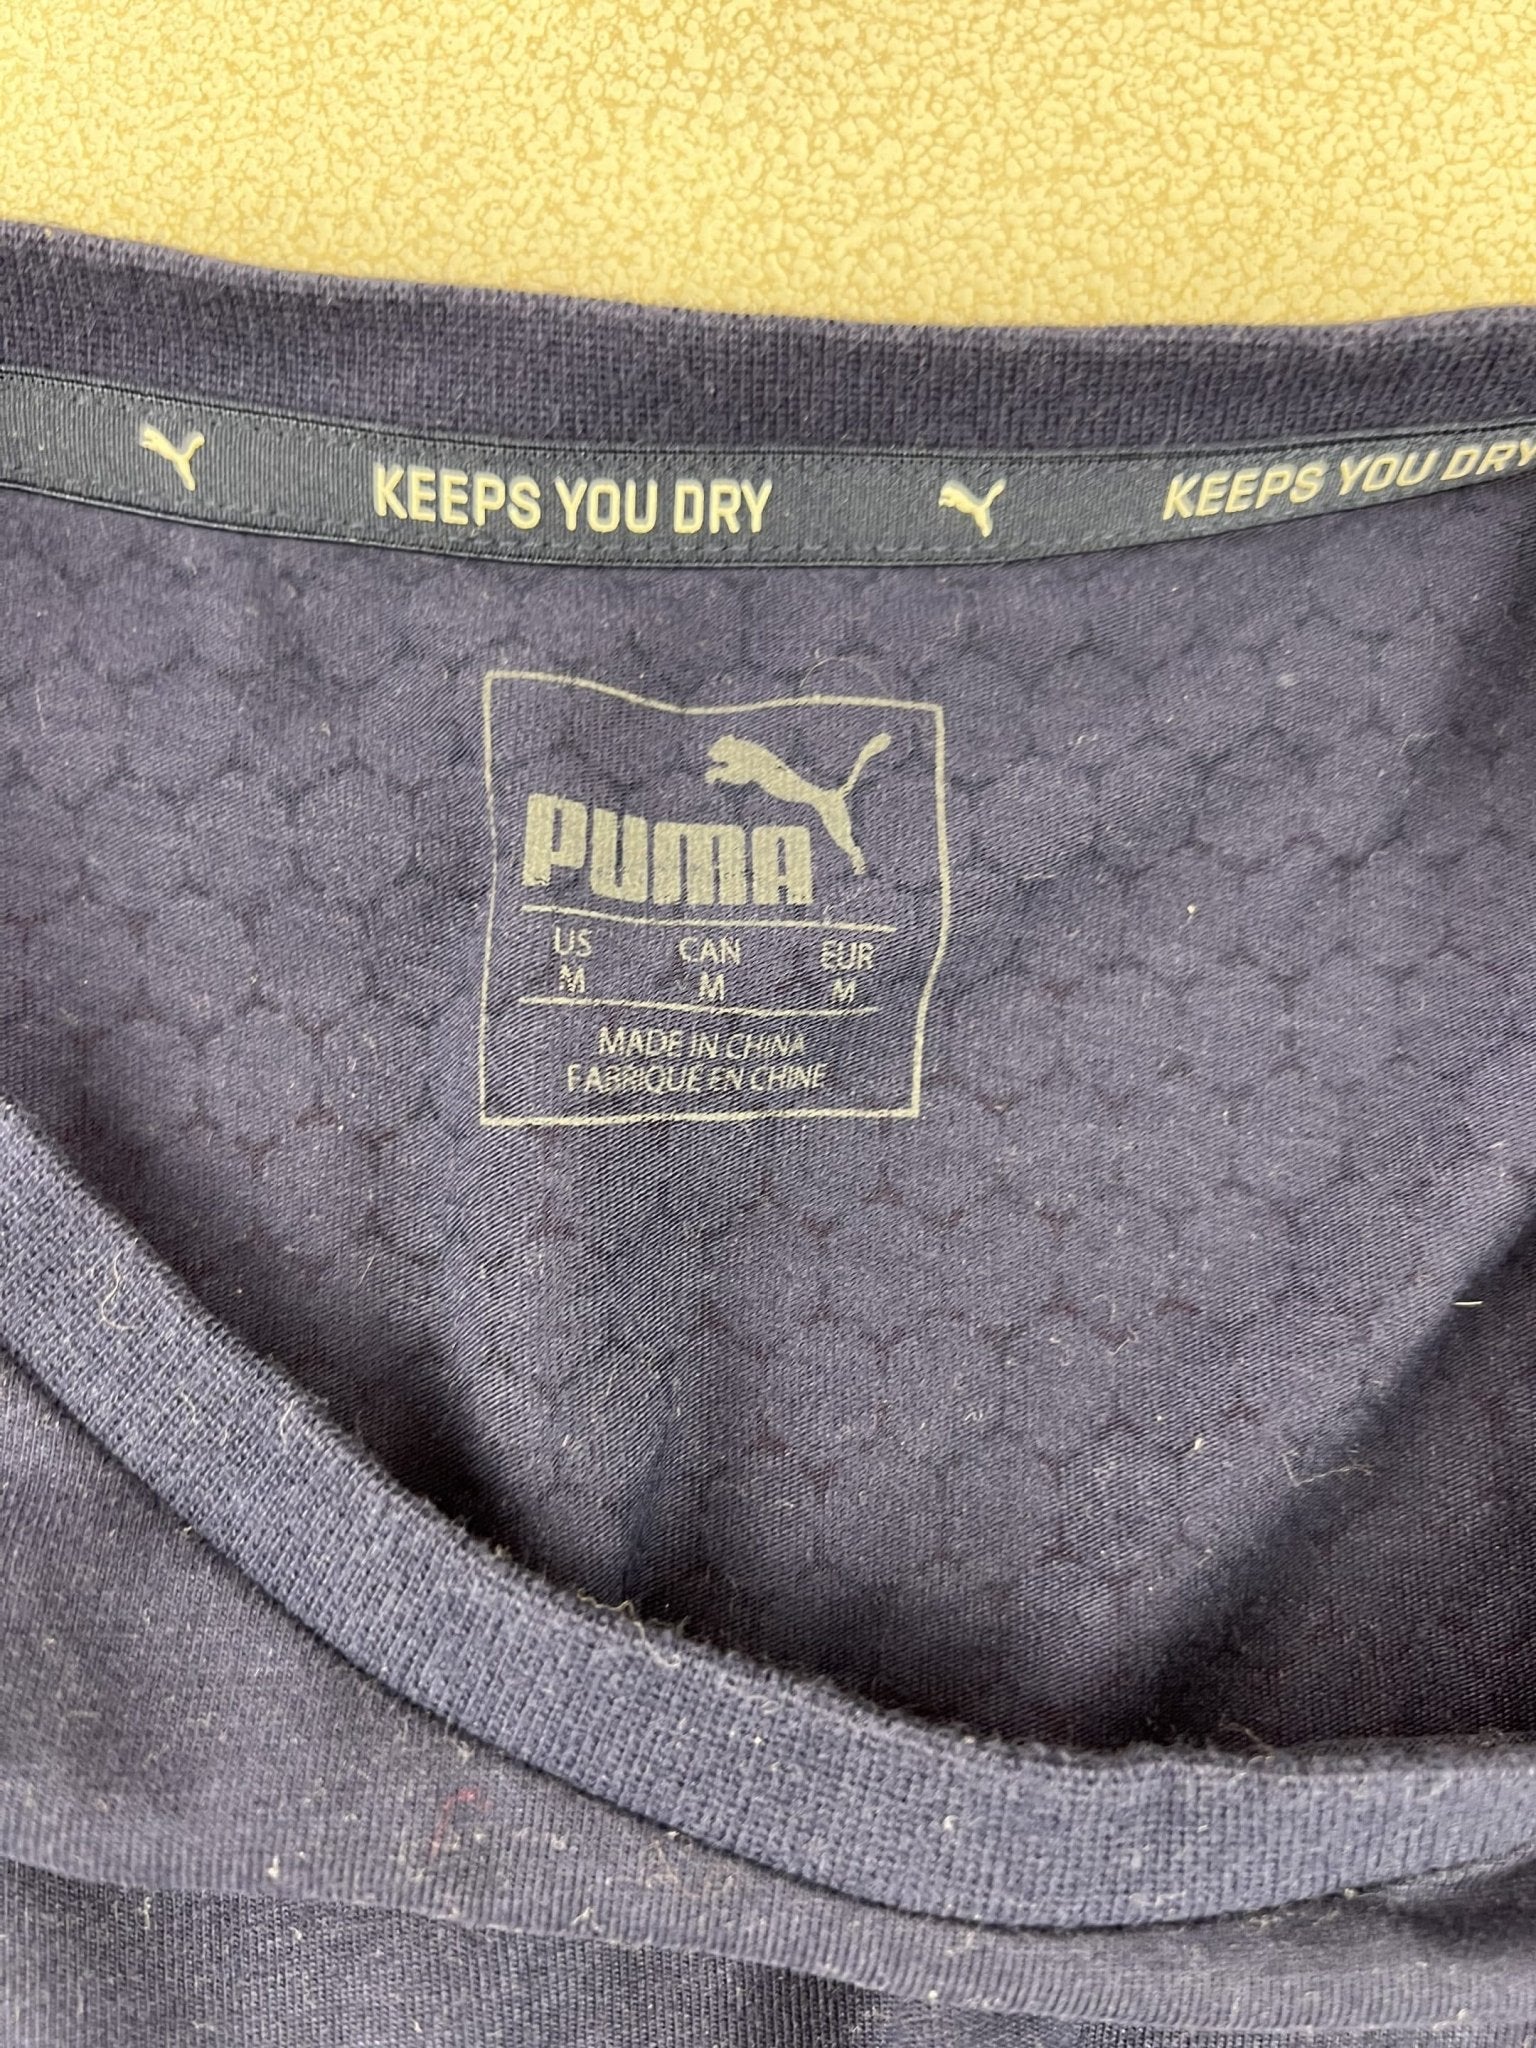 KEEPS YOU DRY KEEPS YOU DRY
PUMA
US CAN EUR
M M M
MADE IN CHINA
FABRIQUE EN CHINE